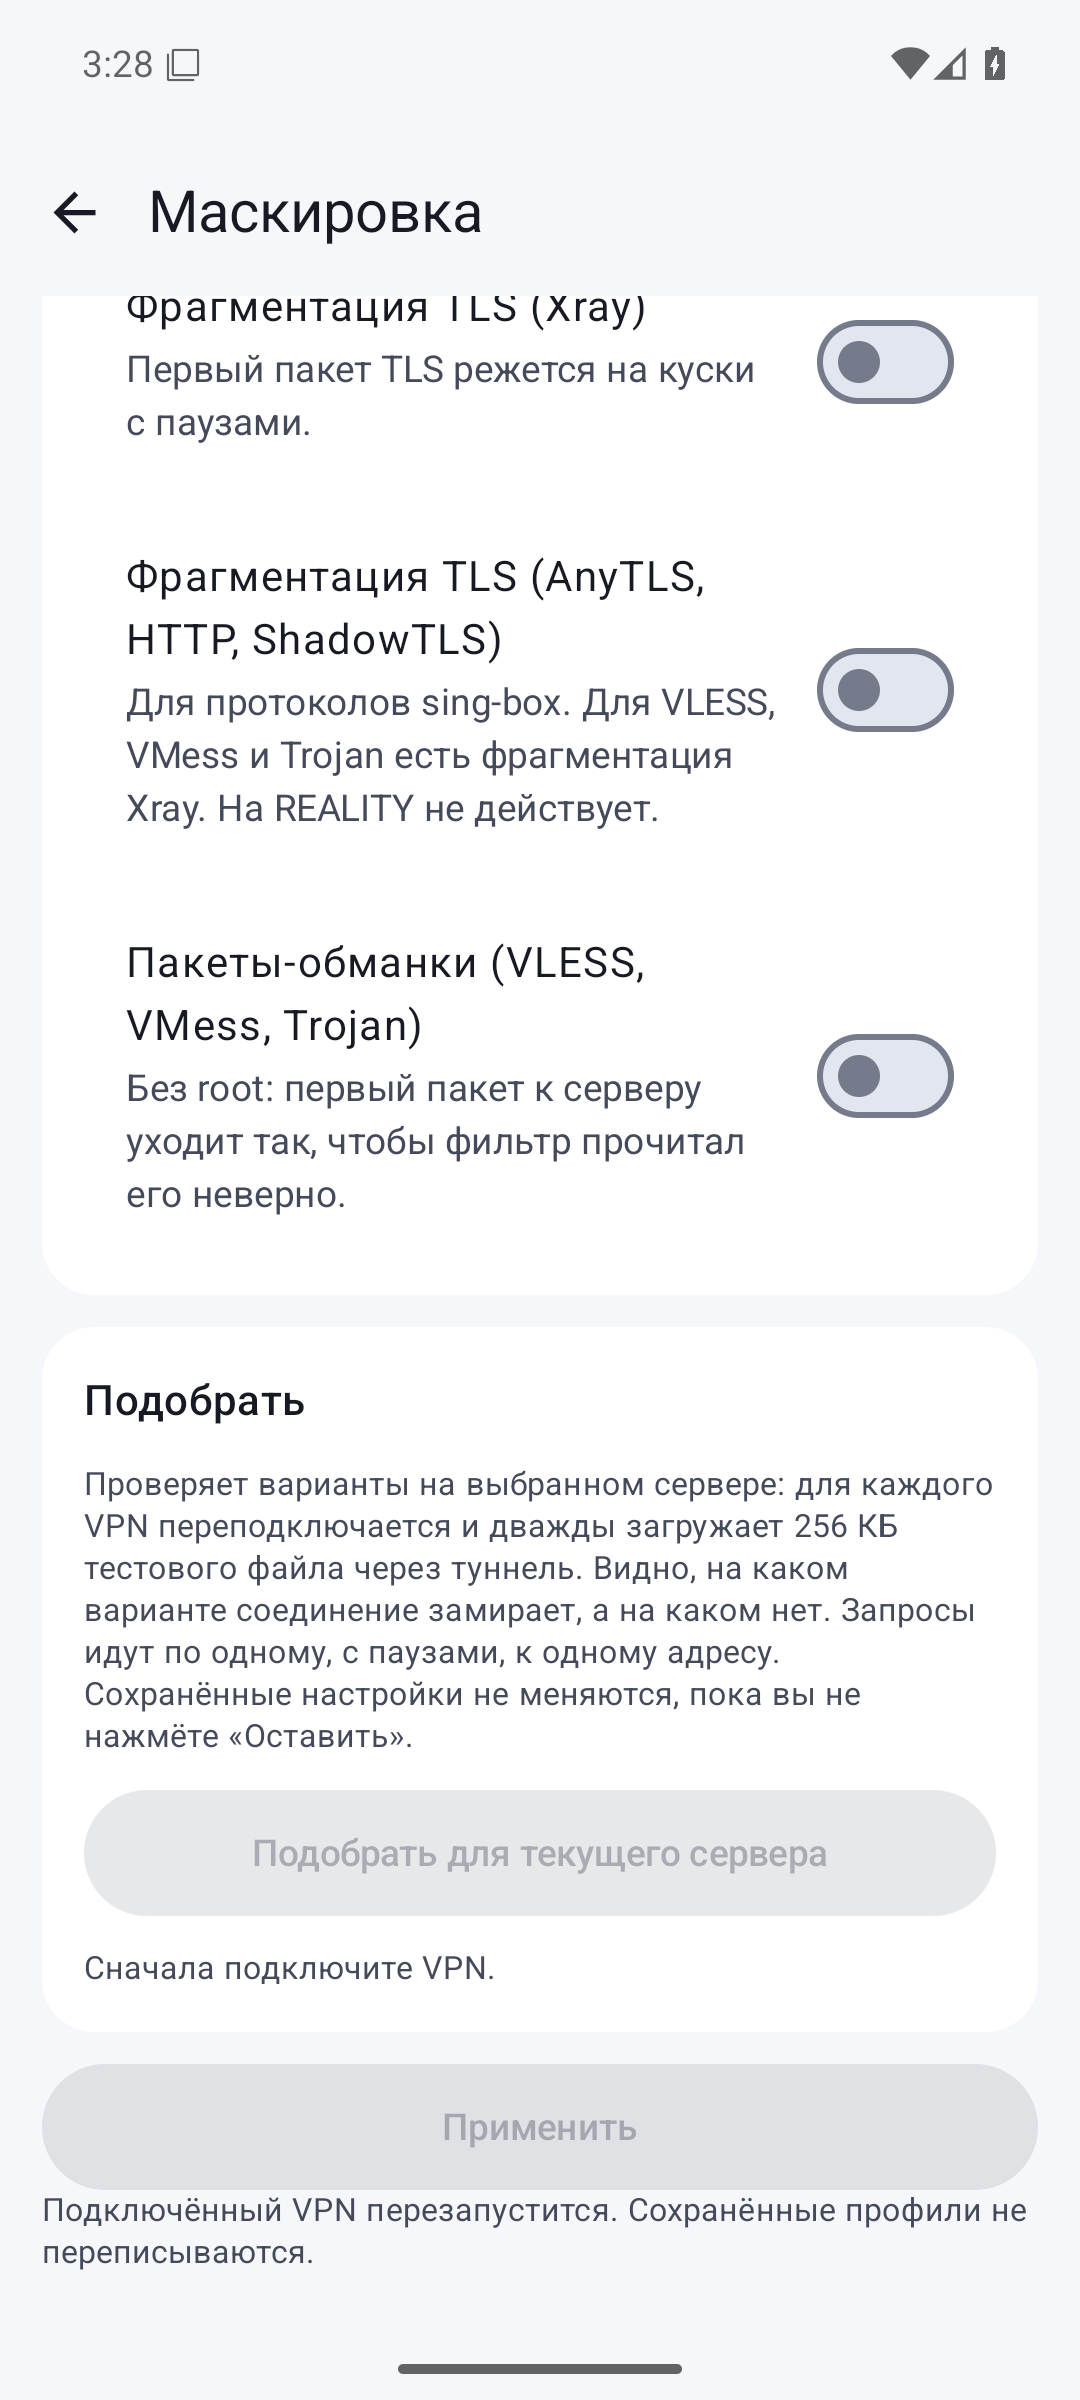 3:28
Маскировка
Фрагментация TLS (Xray)
Первый пакет TLS режется на куски
с паузами.
Фрагментация TLS (AnyTLS,
HTTP, ShadowTLS)
Для протоколов sing-box. Для VLESS,
VMess и Trojan есть фрагментация
Xray. На REALITY не действует.
Пакеты-обманки (VLESS,
VMess, Trojan)
Без root: первый пакет к серверу
уходит так, чтобы фильтр прочитал
его неверно.
Подобрать
Проверяет варианты на выбранном сервере: для каждого
VPN переподключается и дважды загружает 256 КБ
тестового файла через туннель. Видно, на каком
варианте соединение замирает, а на каком нет. Запросы
идут по одному, с паузами, к одному адресу.
Сохранённые настройки не меняются, пока вы не
нажмёте «Оставить».
Подобрать для текущего сервера
Сначала подключите VPN.
Применить
Подключённый VPN перезапустится. Сохранённые профили не
переписываются.